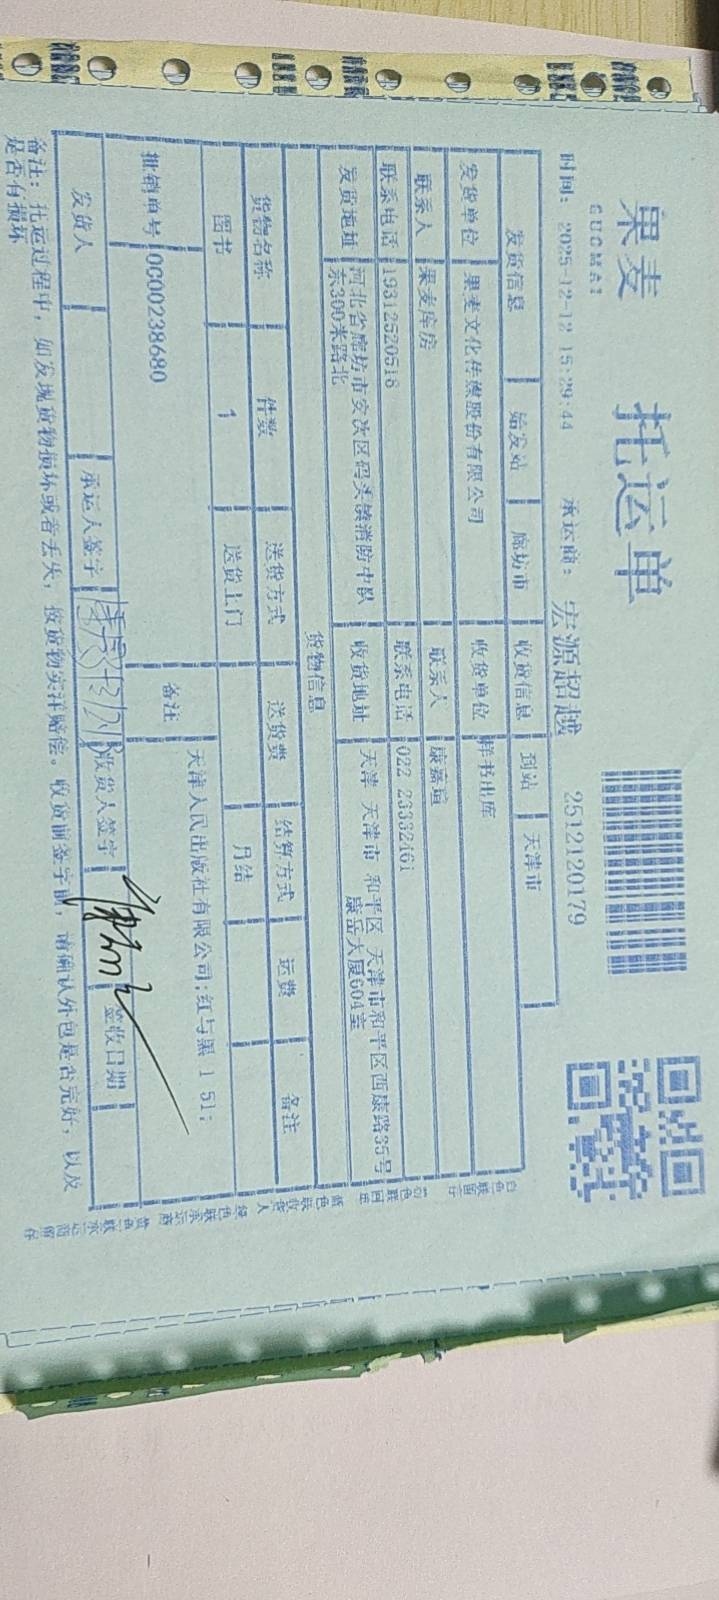 果麦
GUOMAI
托运单
时间： 2025-12-12 15:29:44 承运商： 宏源超越 2512120179
发货信息 始发站 廊坊市 收货信息 到站 天津市
发货单位 果麦文化传媒股份有限公司 收货单位 样书出库
联系人 果麦库房 联系人 康嘉瑄
联系电话 19312520518 联系电话 022 23332461
发货地址 河北省廊坊市安次区码头镇消防中队 收货地址 天津 天津市 和平区 天津市和平区西康路35号
东300米路北 康岳大厦604室
货物信息
货物名称 件数 送货方式 送货费 结算方式 运费 备注
图书 1 送货上门 月结
批销单号 0G00238680 备注 天津人民出版社有限公司;红与黑 1 51;
发货人 承运人签字 收货人签字 签收日期
备注：托运过程中，如发现货物损坏或者丢失，按货物实洋赔偿。收货前签字前，请确认外包是否完好，以及
是否有损坏